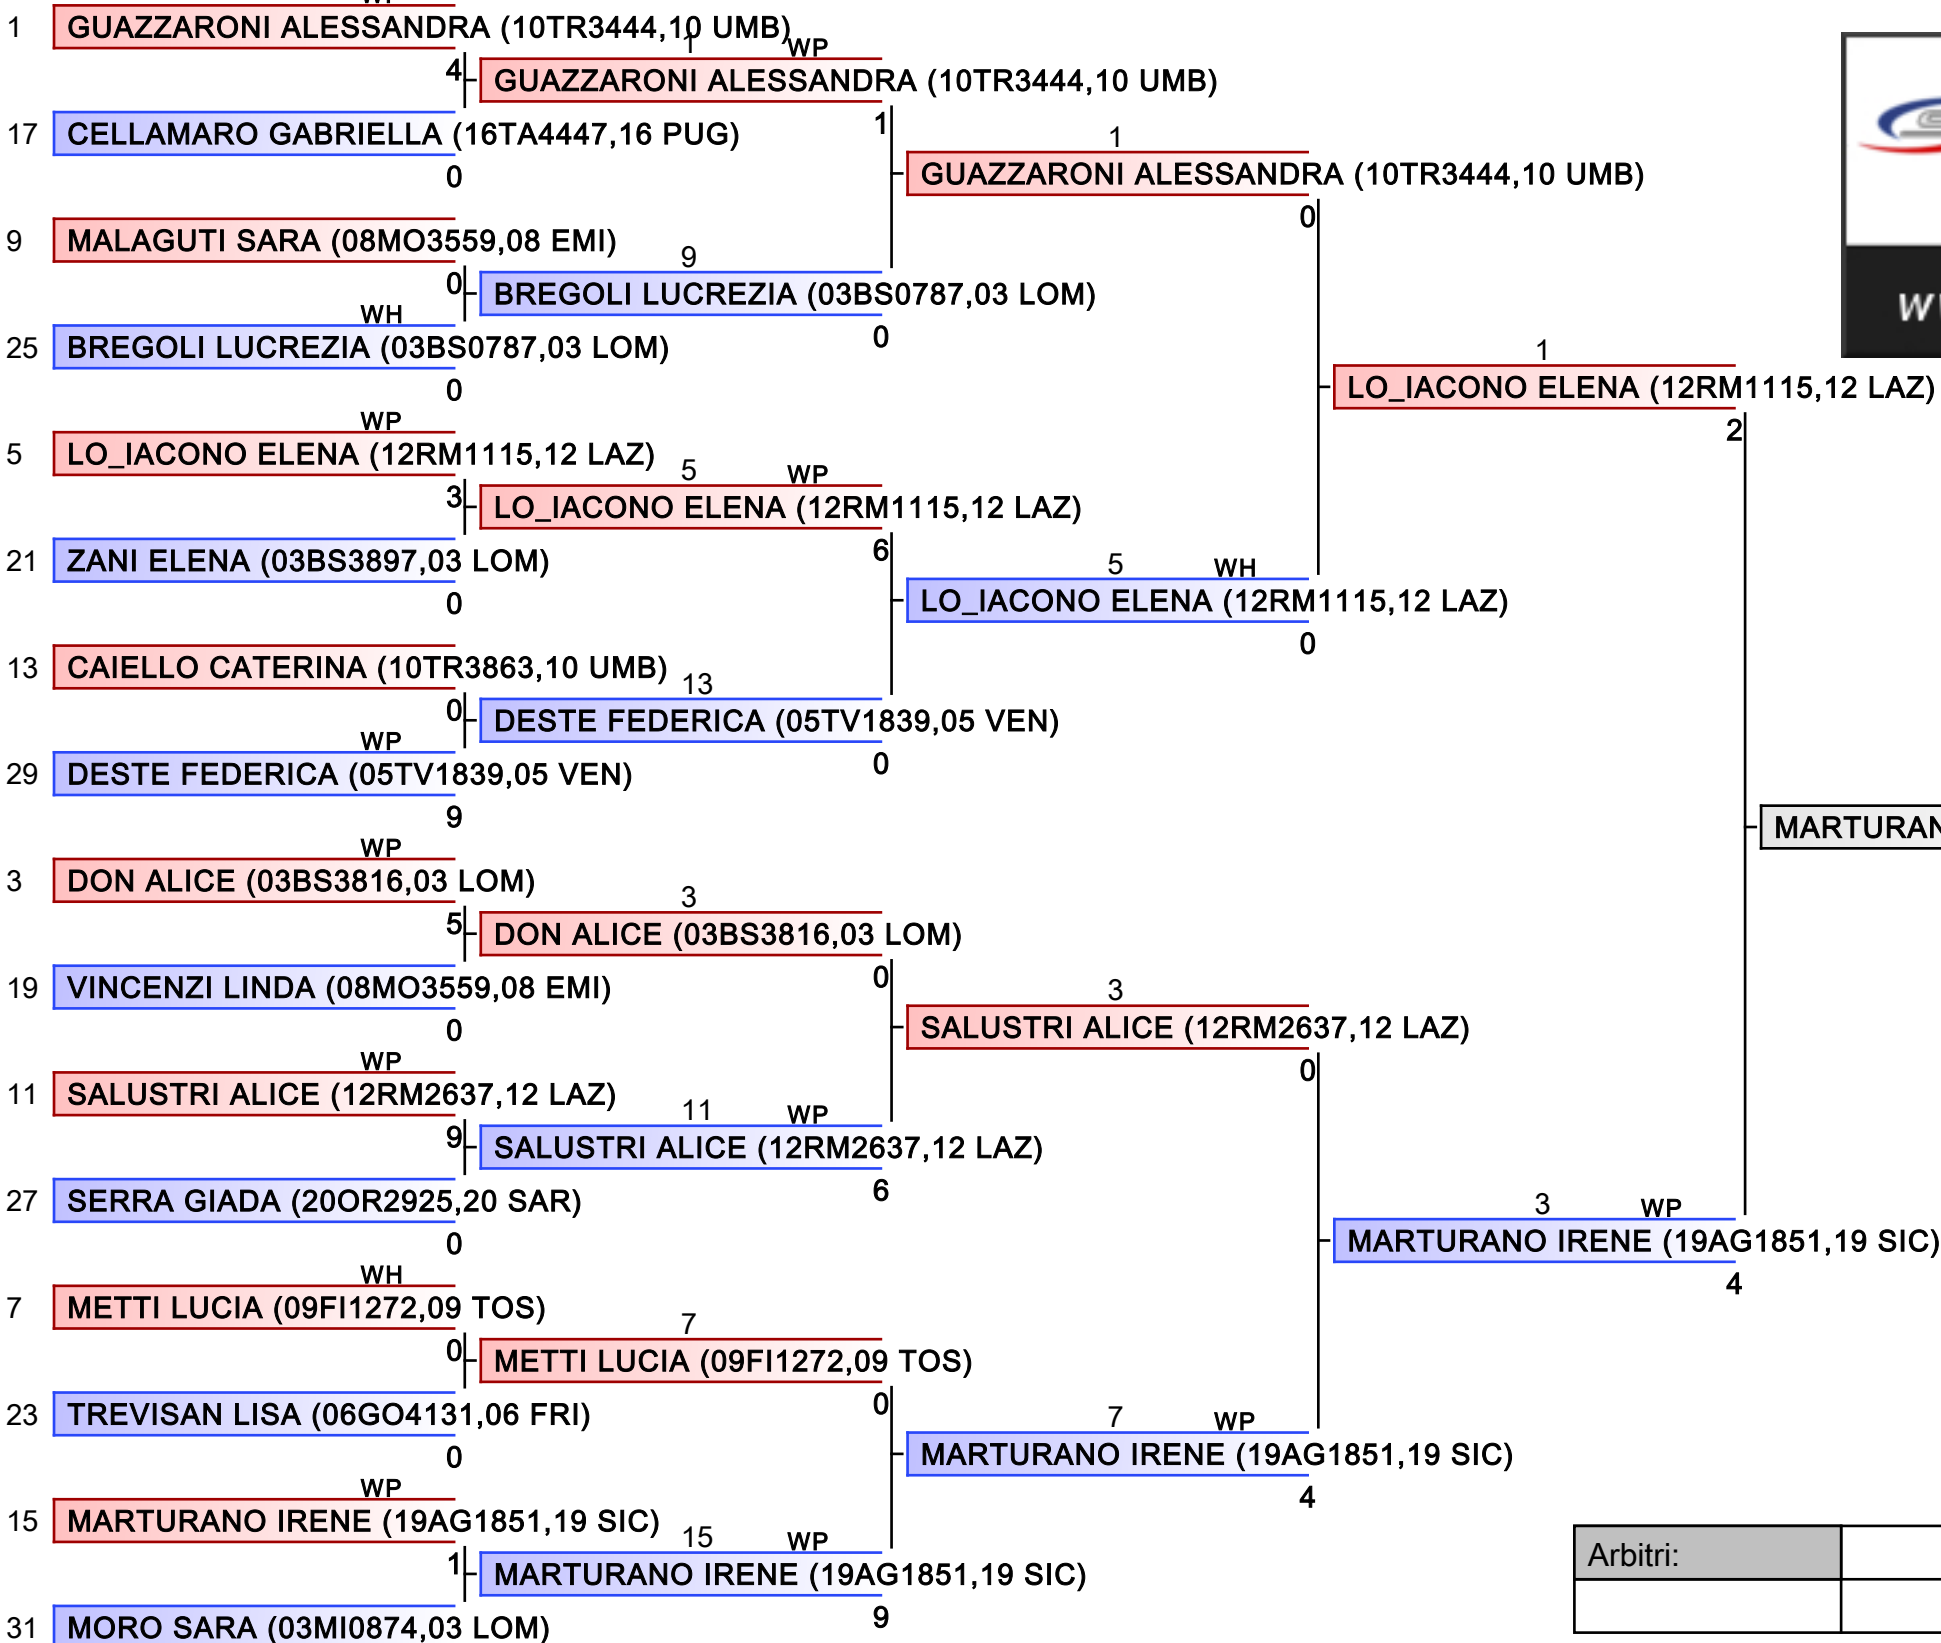 1 GUAZZARONI ALESSANDRA (10TR3444,10 UMB)
4
17 CELLAMARO GABRIELLA (16TA4447,16 PUG)
0
9 MALAGUTI SARA (08MO3559,08 EMI)
0
WH
25 BREGOLI LUCREZIA (03BS0787,03 LOM)
0
WP
5 LO_IACONO ELENA (12RM1115,12 LAZ)
3
21 ZANI ELENA (03BS3897,03 LOM)
0
13 CAIELLO CATERINA (10TR3863,10 UMB)
0
WP
29 DESTE FEDERICA (05TV1839,05 VEN)
9
WP
3 DON ALICE (03BS3816,03 LOM)
5
19 VINCENZI LINDA (08MO3559,08 EMI)
0
WP
11 SALUSTRI ALICE (12RM2637,12 LAZ)
9
27 SERRA GIADA (20OR2925,20 SAR)
0
WH
7 METTI LUCIA (09FI1272,09 TOS)
0
23 TREVISAN LISA (06GO4131,06 FRI)
0
WP
15 MARTURANO IRENE (19AG1851,19 SIC)
1
31 MORO SARA (03MI0874,03 LOM)
1 WP
GUAZZARONI ALESSANDRA (10TR3444,10 UMB)
1
9
BREGOLI LUCREZIA (03BS0787,03 LOM)
0
5 WP
LO_IACONO ELENA (12RM1115,12 LAZ)
6
13
DESTE FEDERICA (05TV1839,05 VEN)
0
3
DON ALICE (03BS3816,03 LOM)
0
11 WP
SALUSTRI ALICE (12RM2637,12 LAZ)
6
7
METTI LUCIA (09FI1272,09 TOS)
0
15 WP
MARTURANO IRENE (19AG1851,19 SIC)
9
1
GUAZZARONI ALESSANDRA (10TR3444,10 UMB)
0
5 WH
LO_IACONO ELENA (12RM1115,12 LAZ)
0
3
SALUSTRI ALICE (12RM2637,12 LAZ)
0
7 WP
MARTURANO IRENE (19AG1851,19 SIC)
4
1
LO_IACONO ELENA (12RM1115,12 LAZ)
2
3 WP
MARTURANO IRENE (19AG1851,19 SIC)
4
MARTURAN
Arbitri: